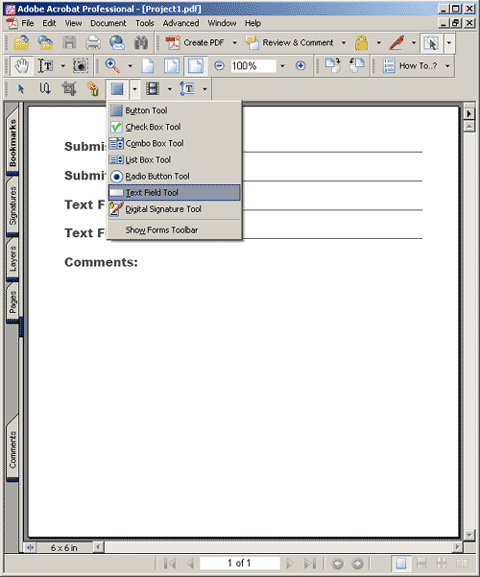 Adobe Acrobat Professional - [Project1.pdf]
File Edit View Document Tools Advanced Window Help
Create PDF Review & Comment
100% How To..?
Button Tool
Check Box Tool
Combo Box Tool
List Box Tool
Radio Button Tool
Text Field Tool
Digital Signature Tool
Show Forms Toolbar
Submis
Submit
Text F
Text F
Comments:
Bookmarks
Signatures
Layers
Pages
Comments
6 x 6 in
1 of 1